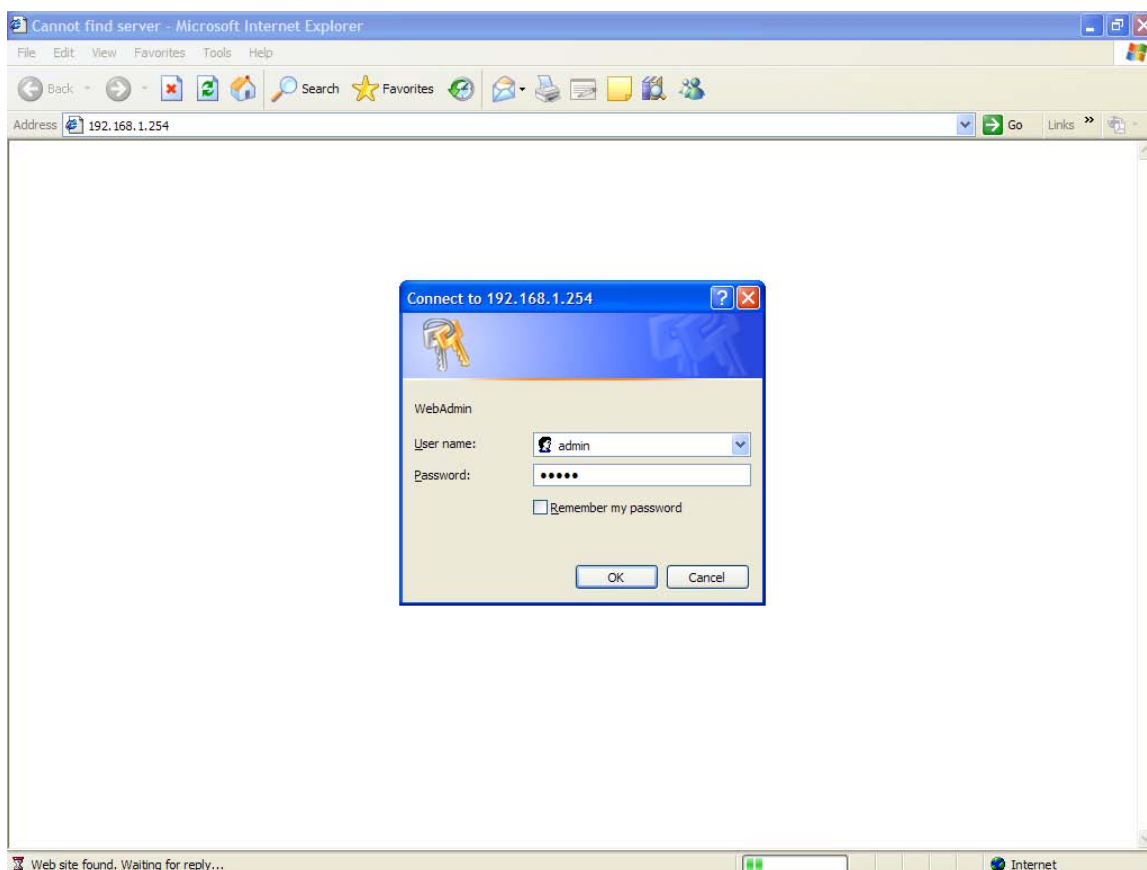 Cannot find server - Microsoft Internet Explorer
File Edit View Favorites Tools Help
Back Search Favorites
Address 192.168.1.254 Go Links »
Connect to 192.168.1.254
WebAdmin
User name: admin
Password: •••••
Remember my password
OK Cancel
Web site found. Waiting for reply... Internet